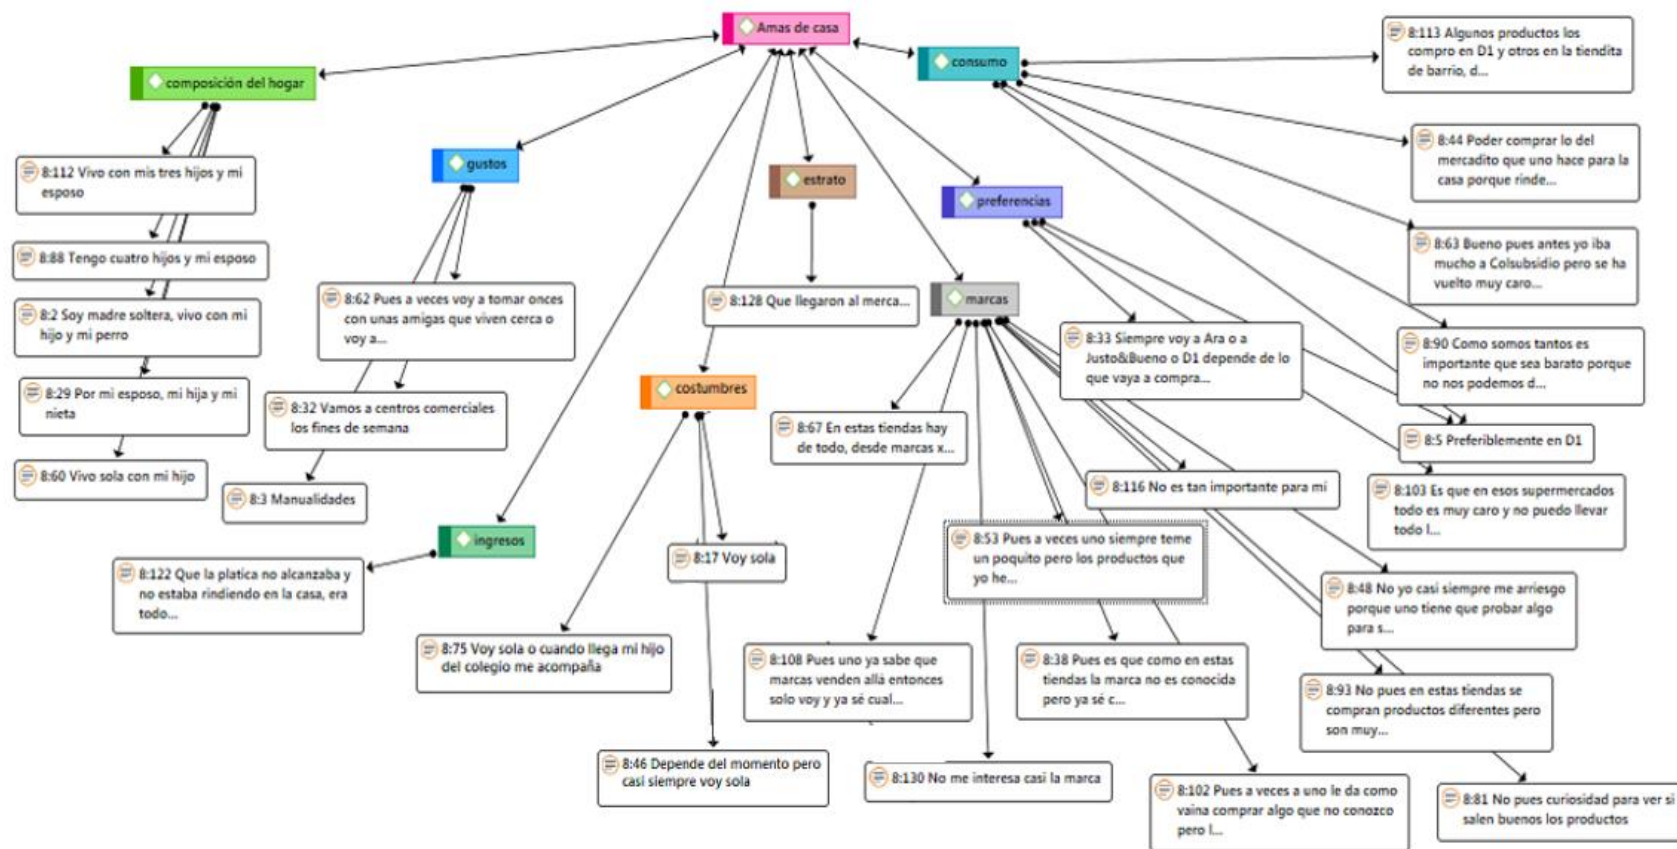 Amas de casa
composición del hogar
consumo
gustos
estrato
preferencias
marcas
costumbres
ingresos
8:112 Vivo con mis tres hijos y mi
esposo
8:88 Tengo cuatro hijos y mi esposo
8:2 Soy madre soltera, vivo con mi
hijo y mi perro
8:29 Por mi esposo, mi hija y mi
nieta
8:60 Vivo sola con mi hijo
8:62 Pues a veces voy a tomar onces
con unas amigas que viven cerca o
voy a...
8:32 Vamos a centros comerciales
los fines de semana
8:3 Manualidades
8:128 Que llegaron al merca...
8:122 Que la platica no alcanzaba y
no estaba rindiendo en la casa, era
todo...
8:17 Voy sola
8:75 Voy sola o cuando llega mi hijo
del colegio me acompaña
8:46 Depende del momento pero
casi siempre voy sola
8:67 En estas tiendas hay
de todo, desde marcas x...
8:108 Pues uno ya sabe que
marcas venden allá entonces
solo voy y ya sé cual...
8:130 No me interesa casi la marca
8:53 Pues a veces uno siempre teme
un poquito pero los productos que
yo he...
8:38 Pues es que como en estas
tiendas la marca no es conocida
pero ya sé c...
8:102 Pues a veces a uno le da como
vaina comprar algo que no conozco
pero l...
8:116 No es tan importante para mi
8:48 No yo casi siempre me arriesgo
porque uno tiene que probar algo
para s...
8:93 No pues en estas tiendas se
compran productos diferentes pero
son muy...
8:81 No pues curiosidad para ver si
salen buenos los productos
8:33 Siempre voy a Ara o a
Justo&Bueno o D1 depende de lo
que vaya a compra...
8:113 Algunos productos los
compro en D1 y otros en la tiendita
de barrio, d...
8:44 Poder comprar lo del
mercadito que uno hace para la
casa porque rinde...
8:63 Bueno pues antes yo iba
mucho a Colsubsidio pero se ha
vuelto muy caro...
8:90 Como somos tantos es
importante que sea barato porque
no nos podemos d...
8:5 Preferiblemente en D1
8:103 Es que en esos supermercados
todo es muy caro y no puedo llevar
todo l...